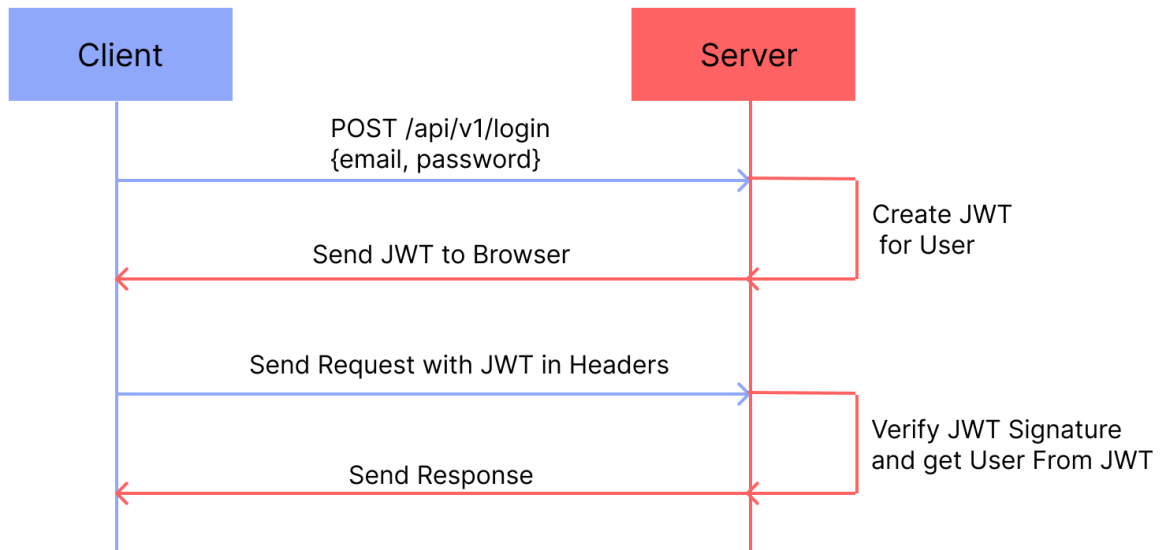 Client
Server
POST /api/v1/login
{email, password}
Create JWT
for User
Send JWT to Browser
Send Request with JWT in Headers
Verify JWT Signature
and get User From JWT
Send Response